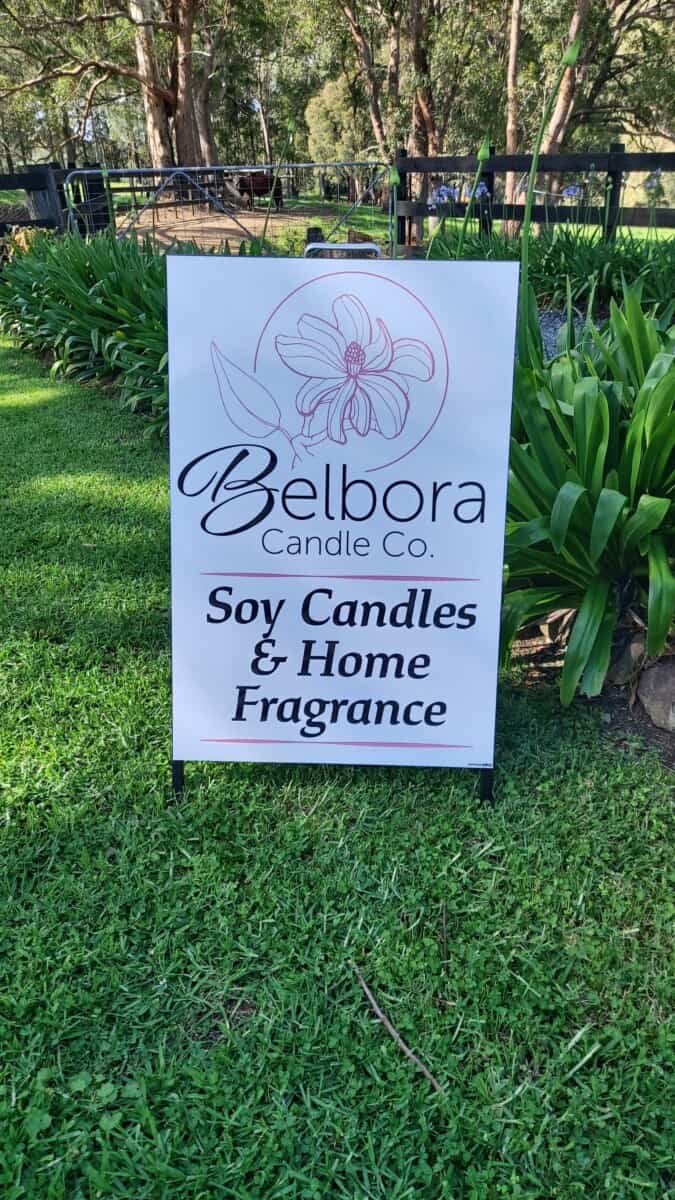 Belbora
Candle Co.
Soy Candles
& Home
Fragrance